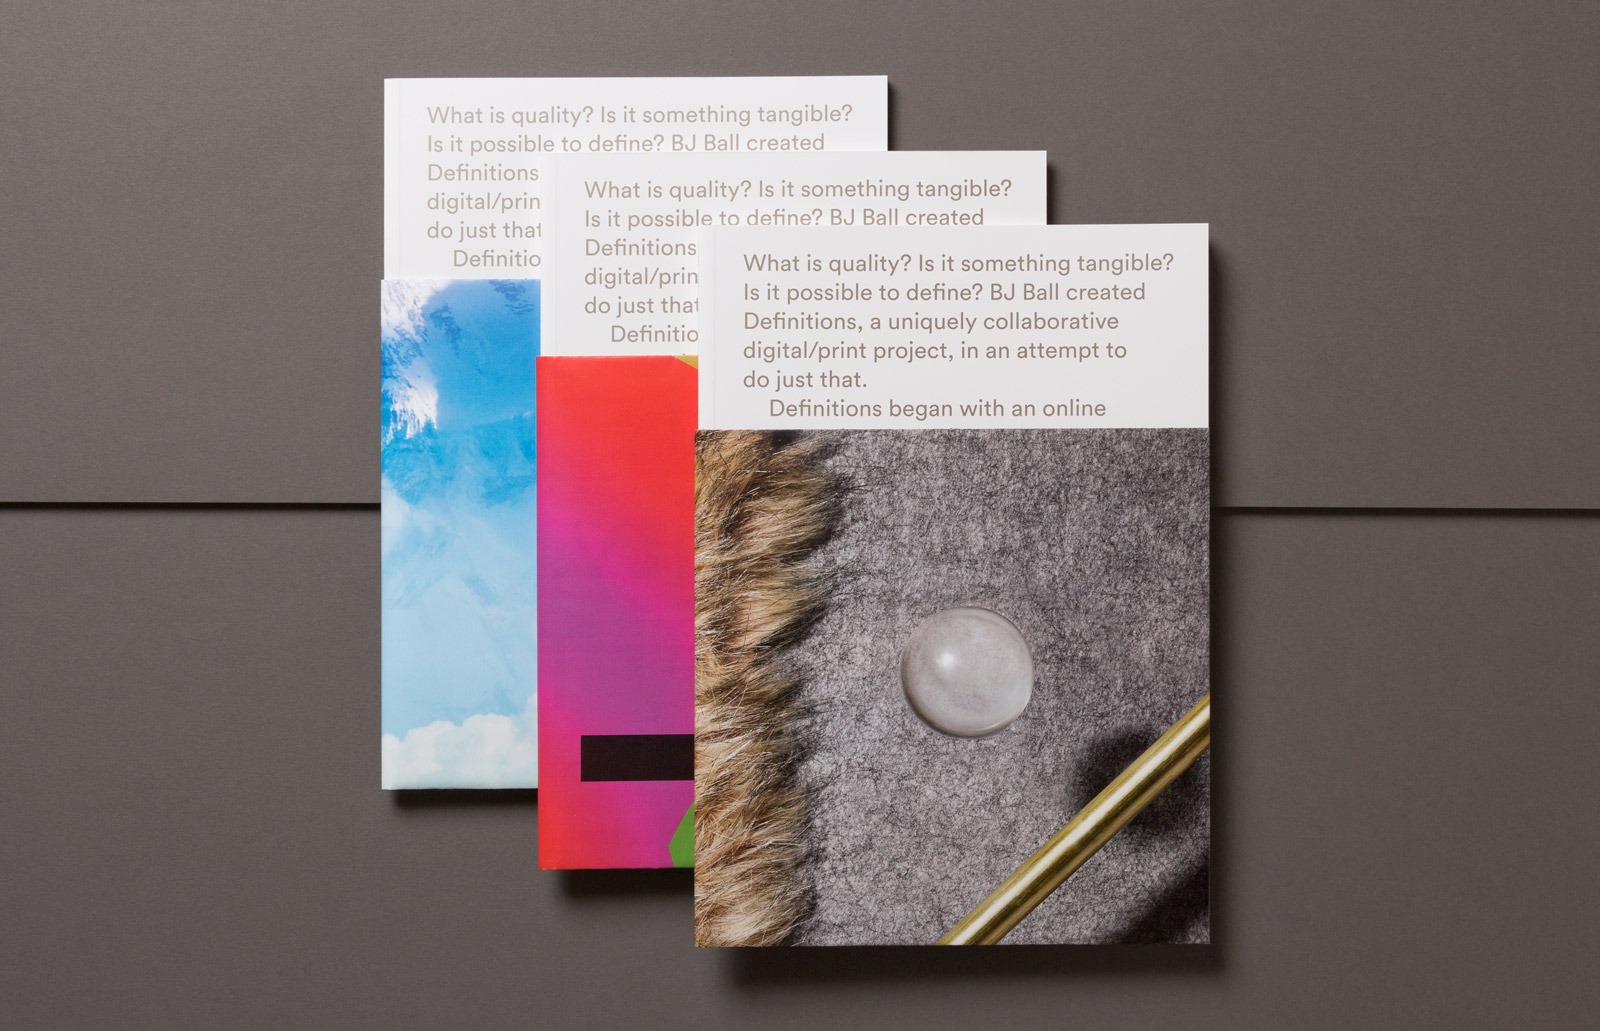 What is quality? Is it something tangible?
Is it possible to define? BJ Ball created
Definitions
digital/prin
do just that
Definitio
What is quality? Is it something tangible?
Is it possible to define? BJ Ball created
Definitions
digital/prin
do just that
Definitio
What is quality? Is it something tangible?
Is it possible to define? BJ Ball created
Definitions, a uniquely collaborative
digital/print project, in an attempt to
do just that.
Definitions began with an online